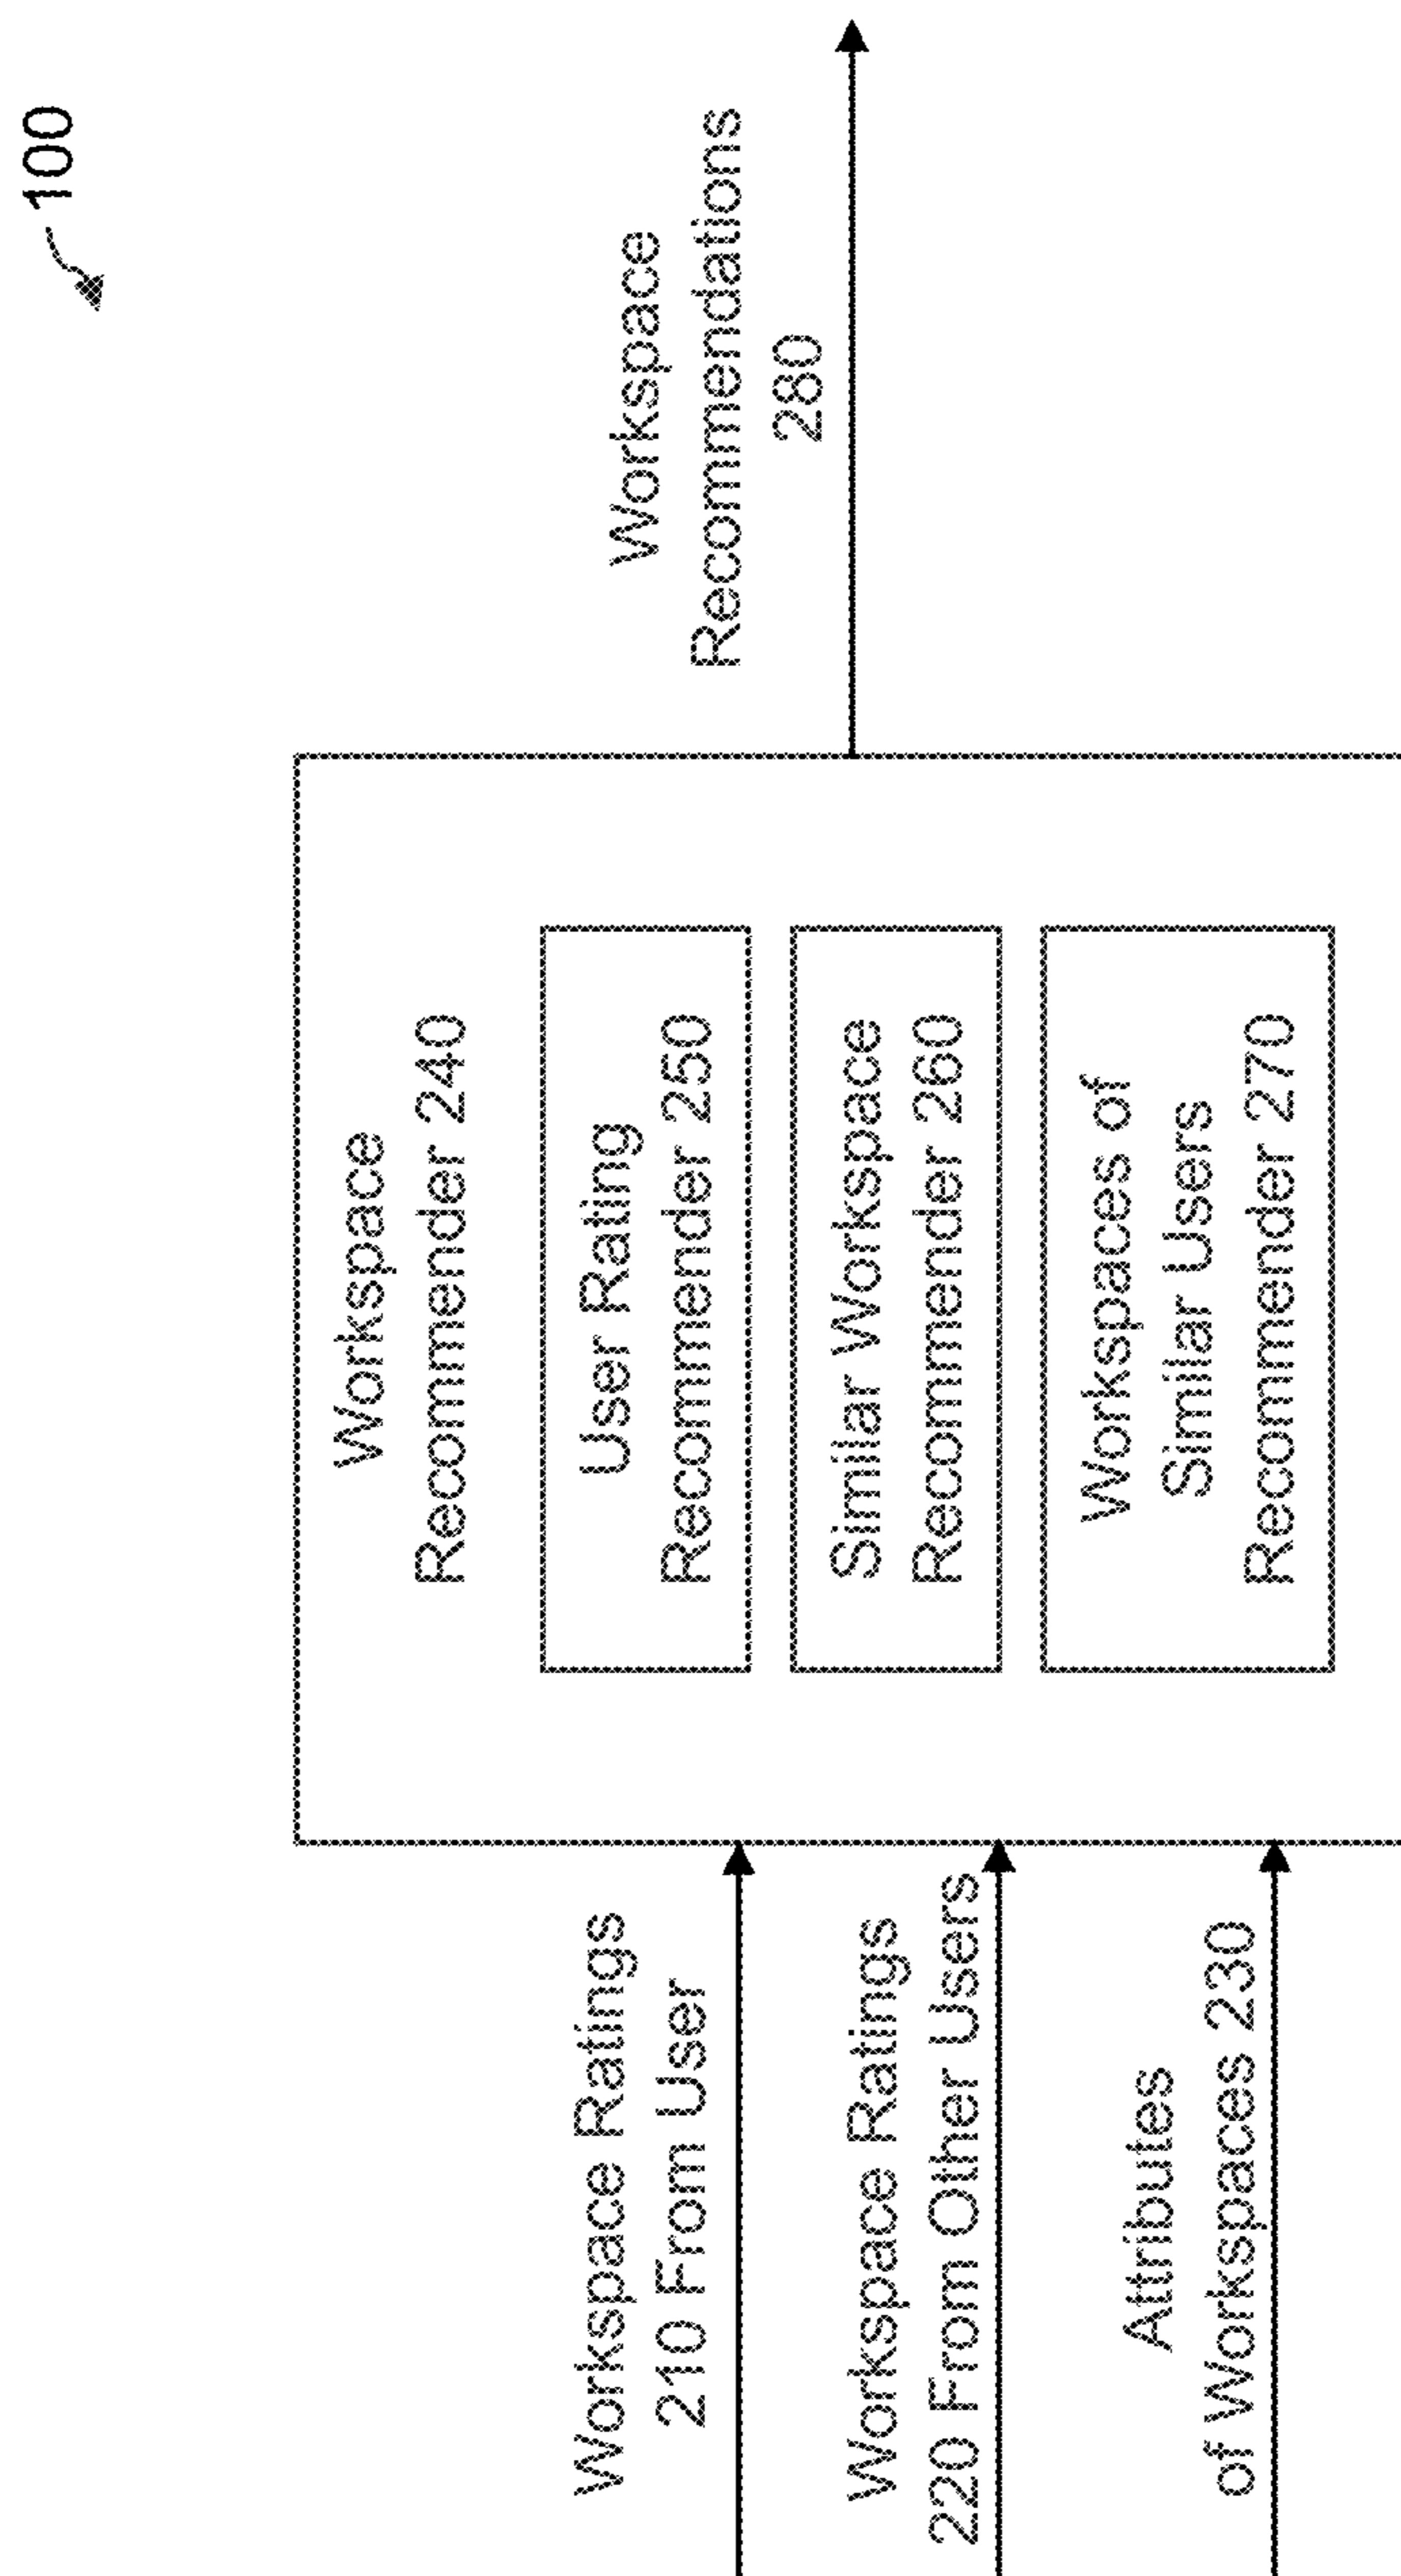 100
Workspace Ratings
210 From User
Workspace Ratings
220 From Other Users
Attributes
of Workspaces 230
Workspace
Recommender 240
User Rating
Recommender 250
Similar Workspace
Recommender 260
Workspaces of
Similar Users
Recommender 270
Workspace
Recommendations
280